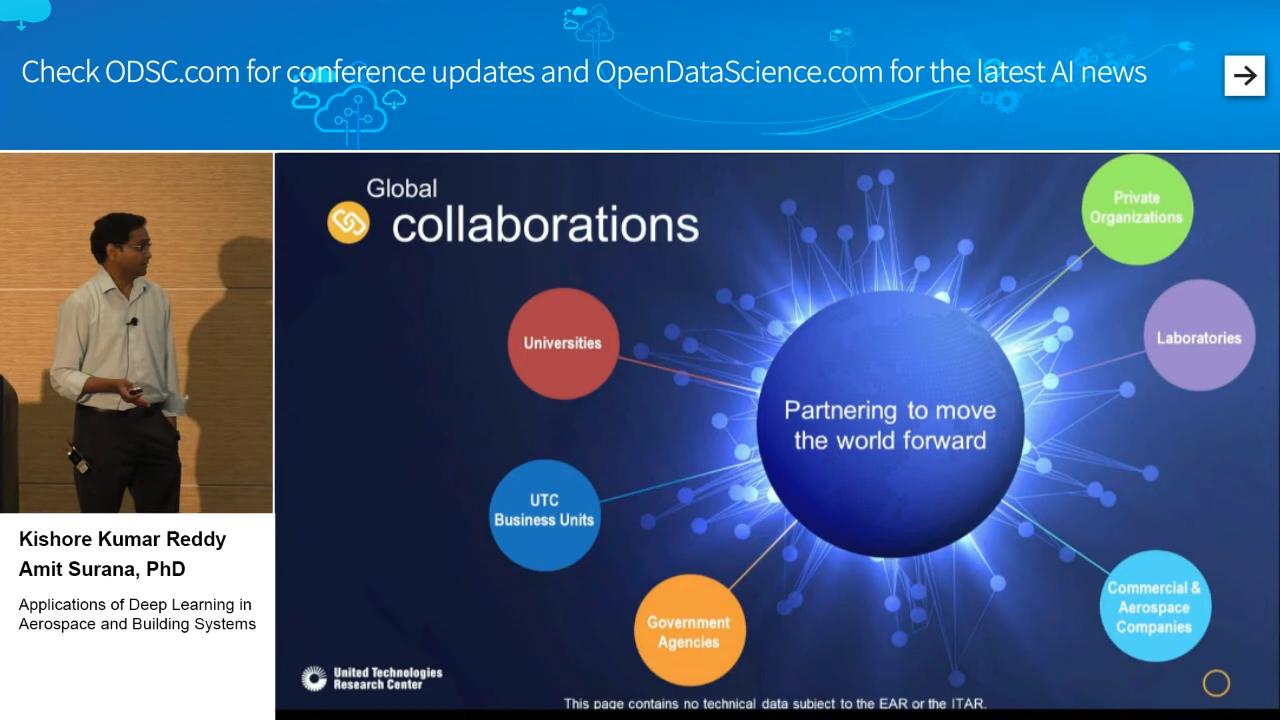 Check ODSC.com for conference updates and OpenDataScience.com for the latest AI news
Global
collaborations
Private
Organizations
Universities
Laboratories
Partnering to move
the world forward
UTC
Business Units
Government
Agencies
Commercial &
Aerospace
Companies
United Technologies
Research Center
This page contains no technical data subject to the EAR or the ITAR.
Kishore Kumar Reddy
Amit Surana, PhD
Applications of Deep Learning in
Aerospace and Building Systems